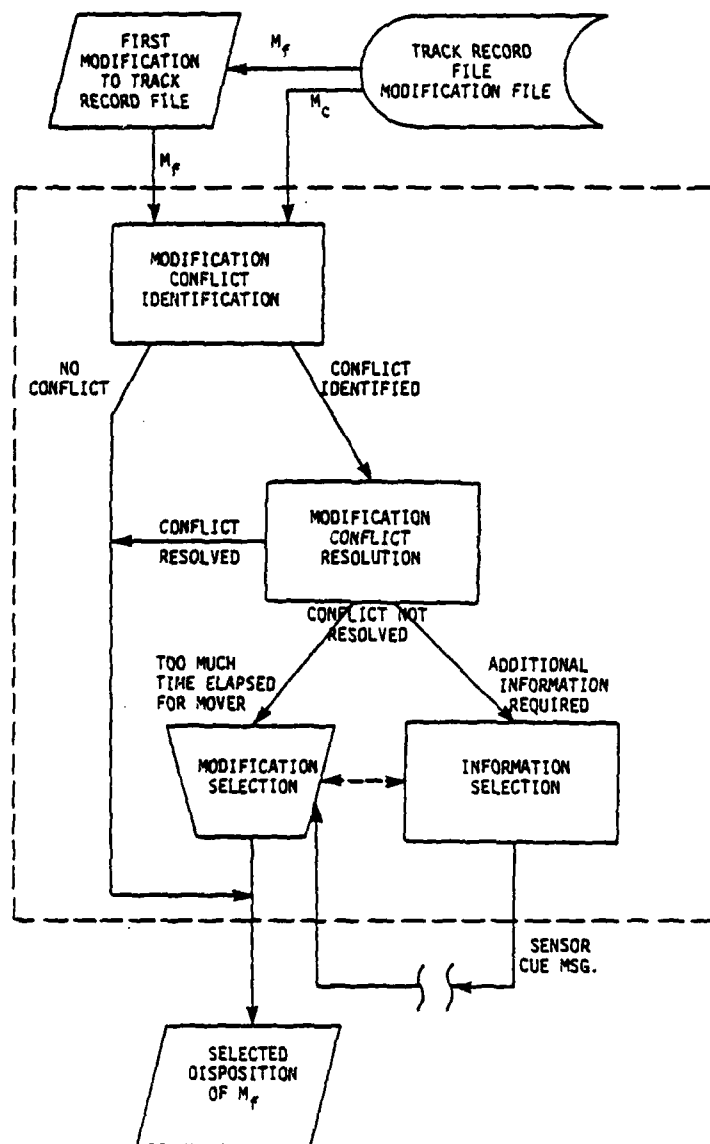 FIRST
MODIFICATION
TO TRACK
RECORD FILE
M_f
TRACK RECORD
FILE
MODIFICATION FILE
M_c
M_f
MODIFICATION
CONFLICT
IDENTIFICATION
NO
CONFLICT
CONFLICT
IDENTIFIED
MODIFICATION
CONFLICT
RESOLUTION
CONFLICT
RESOLVED
CONFLICT NOT
RESOLVED
TOO MUCH
TIME ELAPSED
FOR MOVER
ADDITIONAL
INFORMATION
REQUIRED
MODIFICATION
SELECTION
INFORMATION
SELECTION
SENSOR
CUE MSG.
SELECTED
DISPOSITION
OF M_f